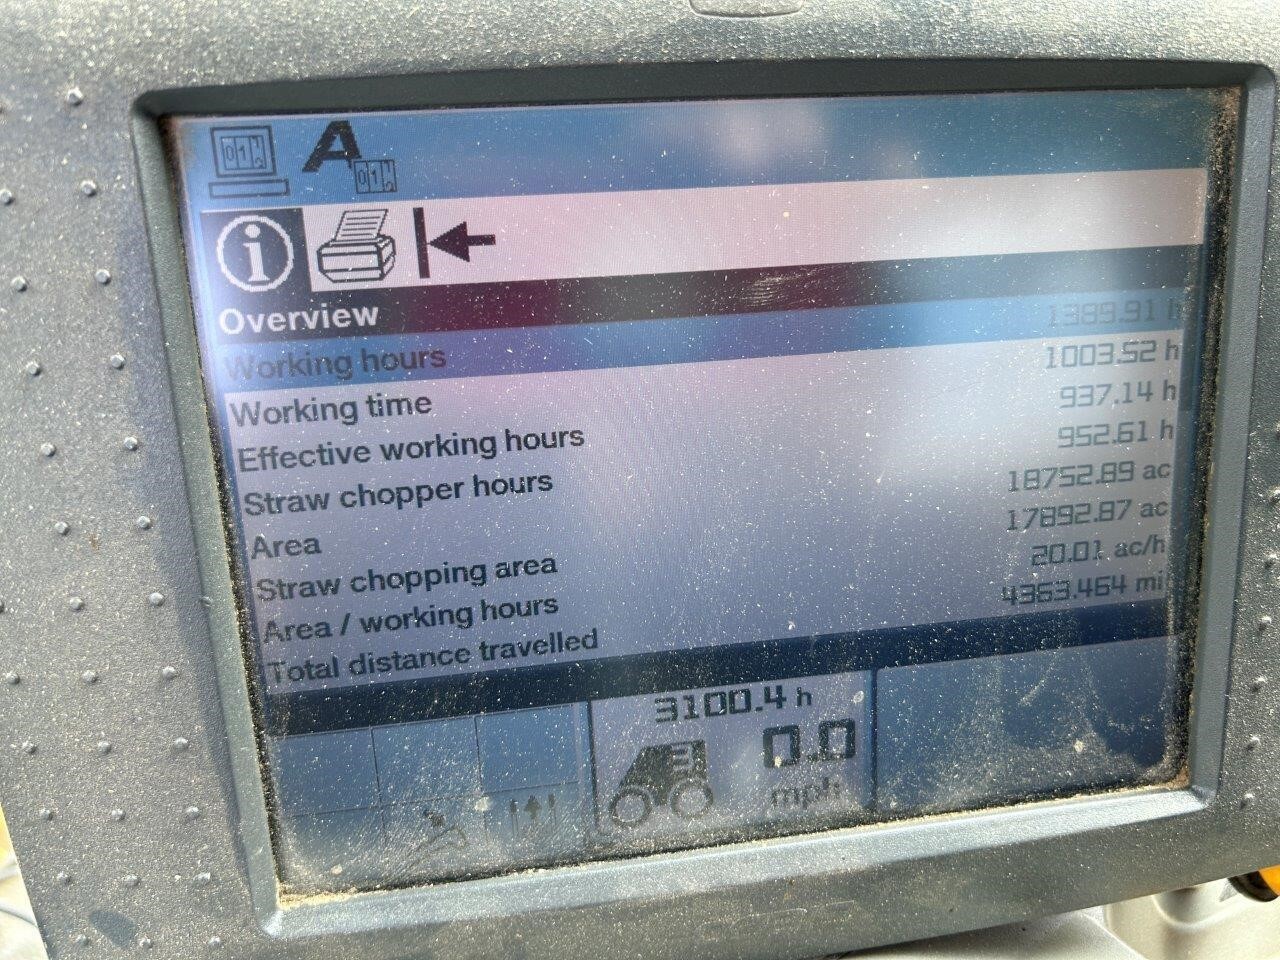 A
Overview
Working hours 1389.91 h
Working time 1003.52 h
Effective working hours 937.14 h
Straw chopper hours 952.61 h
Area 18752.89 ac
Straw chopping area 17892.87 ac
Area / working hours 20.01 ac/h
Total distance travelled 4363.464 mi
3100.4 h
0.0
mph